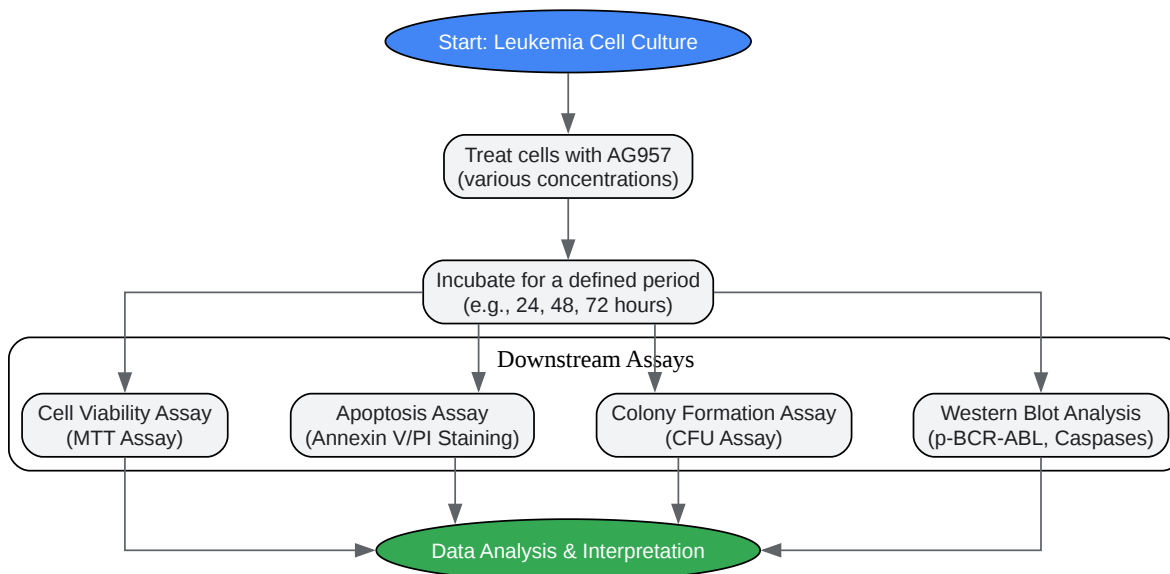 Start: Leukemia Cell Culture
Treat cells with AG957
(various concentrations)
Incubate for a defined period
(e.g., 24, 48, 72 hours)
Downstream Assays
Cell Viability Assay
(MTT Assay)
Apoptosis Assay
(Annexin V/PI Staining)
Colony Formation Assay
(CFU Assay)
Western Blot Analysis
(p-BCR-ABL, Caspases)
Data Analysis & Interpretation